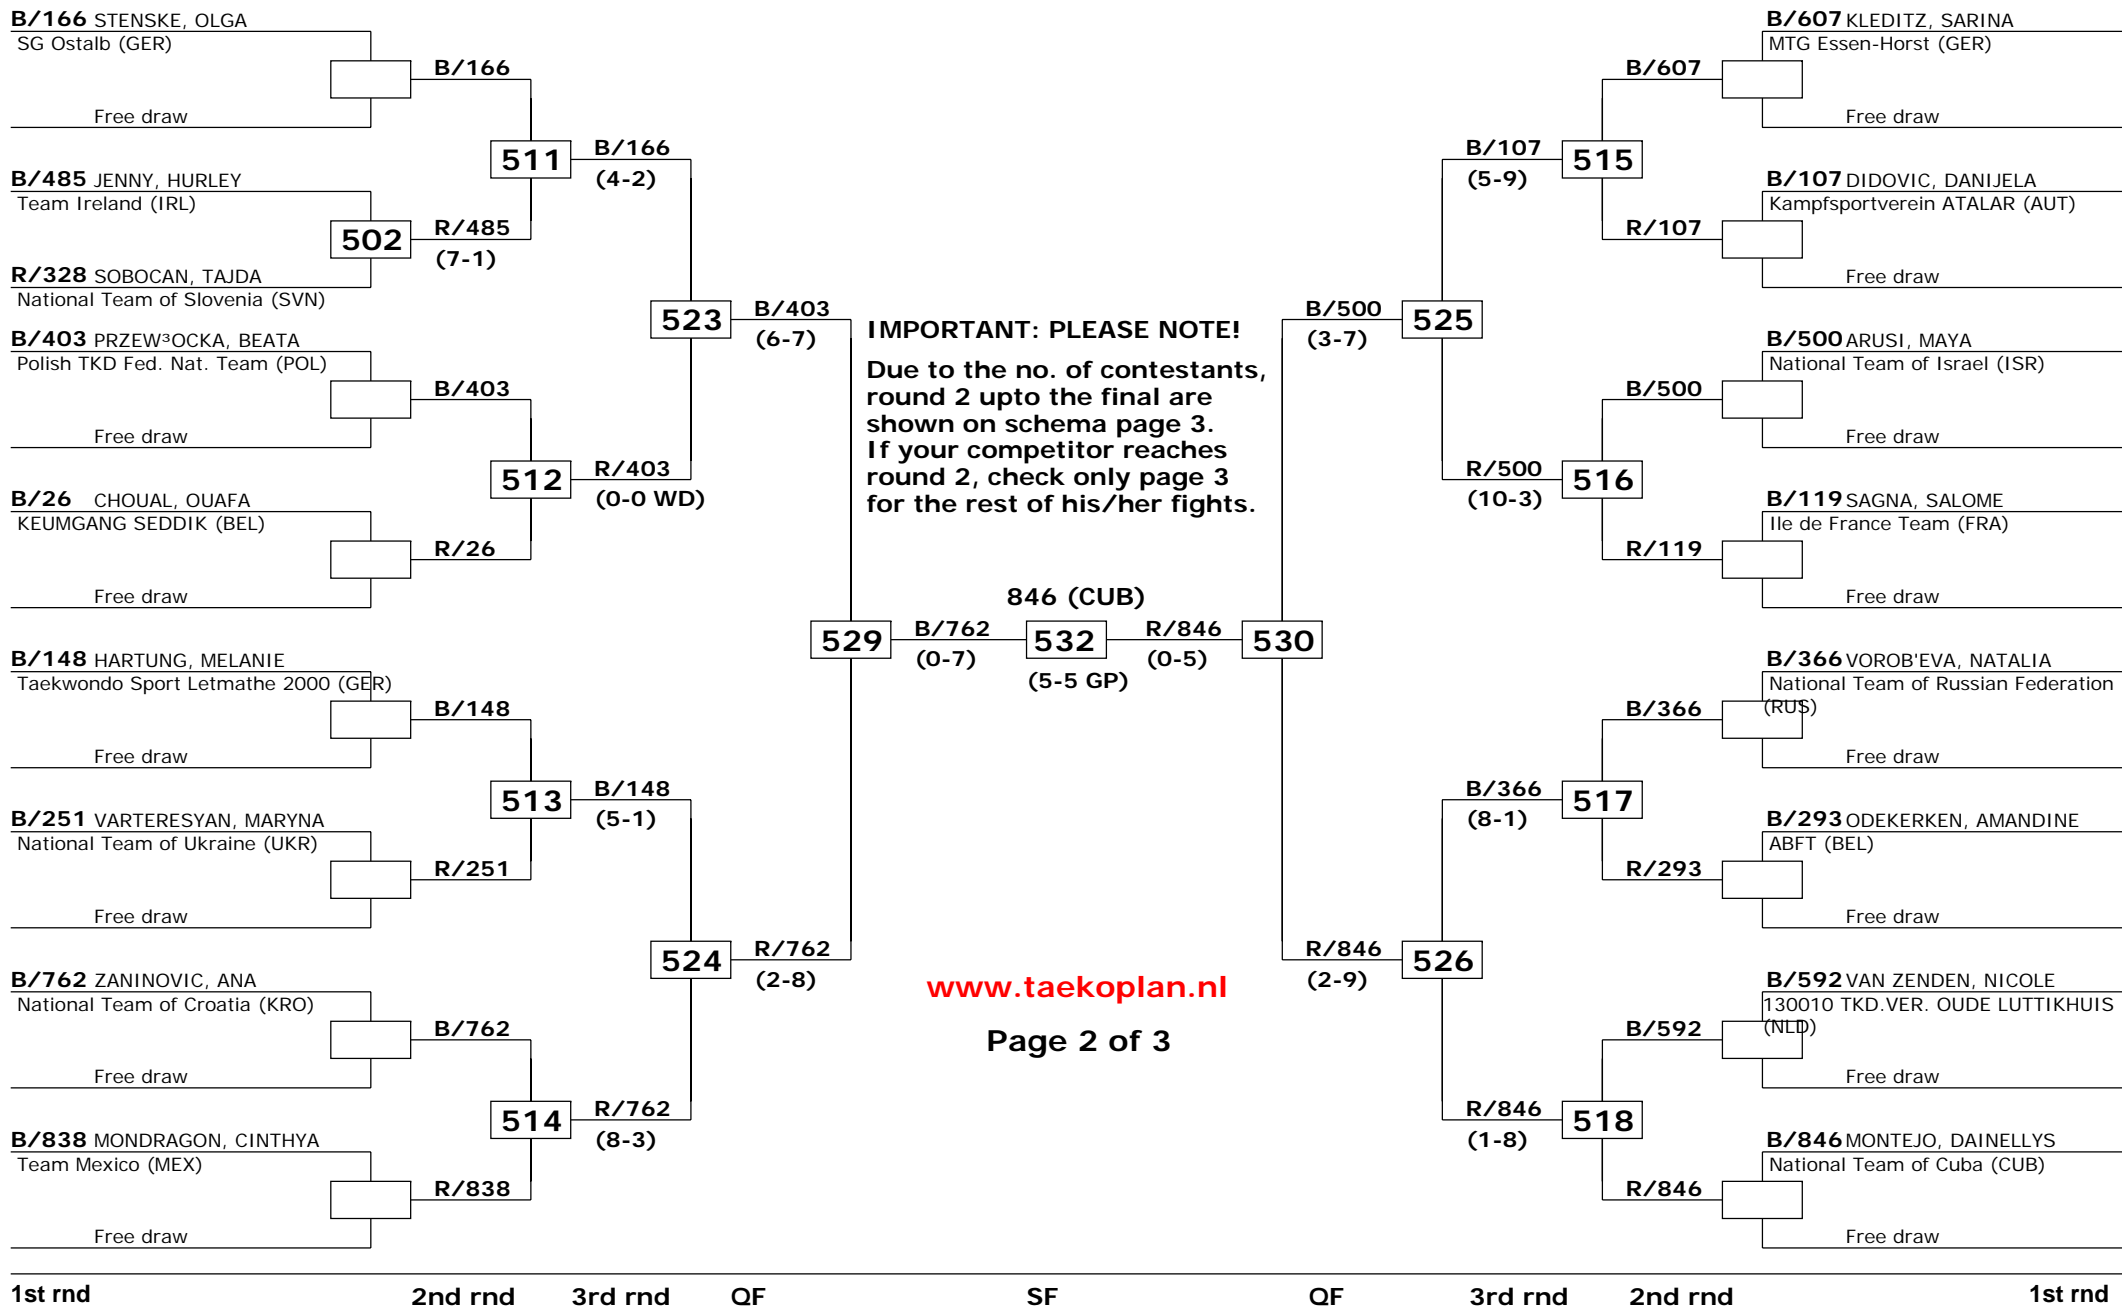 B/166 STENSKE, OLGA
SG Ostalb (GER)
B/166
Free draw
511
B/166
(4-2)
B/485 JENNY, HURLEY
Team Ireland (IRL)
502
R/485
(7-1)
R/328 SOBOCAN, TAJDA
National Team of Slovenia (SVN)
523
B/403
(6-7)
B/403 PRZEW³OCKA, BEATA
Polish TKD Fed. Nat. Team (POL)
B/403
Free draw
512
R/403
(0-0 WD)
B/26 CHOUAL, OUAFA
KEUMGANG SEDDIK (BEL)
R/26
Free draw
529
B/762
(0-7)
B/148 HARTUNG, MELANIE
Taekwondo Sport Letmathe 2000 (GER)
B/148
Free draw
513
B/148
(5-1)
B/251 VARTERESYAN, MARYNA
National Team of Ukraine (UKR)
R/251
Free draw
524
R/762
(2-8)
B/762 ZANINOVIC, ANA
National Team of Croatia (KRO)
B/762
Free draw
514
R/762
(8-3)
B/838 MONDRAGON, CINTHYA
Team Mexico (MEX)
R/838
Free draw
IMPORTANT: PLEASE NOTE!
Due to the no. of contestants,
round 2 upto the final are
shown on schema page 3.
If your competitor reaches
round 2, check only page 3
for the rest of his/her fights.
846 (CUB)
532
(5-5 GP)
www.taekoplan.nl
Page 2 of 3
B/607 KLEDITZ, SARINA
MTG Essen-Horst (GER)
B/607
Free draw
B/107
(5-9)
515
B/107 DIDOVIC, DANIJELA
Kampfsportverein ATALAR (AUT)
R/107
Free draw
B/500
(3-7)
525
B/500 ARUSI, MAYA
National Team of Israel (ISR)
B/500
Free draw
R/500
(10-3)
516
B/119 SAGNA, SALOME
Ile de France Team (FRA)
R/119
Free draw
R/846
(0-5)
530
B/366 VOROB'EVA, NATALIA
National Team of Russian Federation
(RUS)
B/366
Free draw
B/366
(8-1)
517
B/293 ODEKERKEN, AMANDINE
ABFT (BEL)
R/293
Free draw
R/846
(2-9)
526
B/592 VAN ZENDEN, NICOLE
130010 TKD.VER. OUDE LUTTIKHUIS
(NLD)
B/592
Free draw
R/846
(1-8)
518
B/846 MONTEJO, DAINELLYS
National Team of Cuba (CUB)
R/846
Free draw
1st rnd 2nd rnd 3rd rnd QF SF QF 3rd rnd 2nd rnd 1st rnd